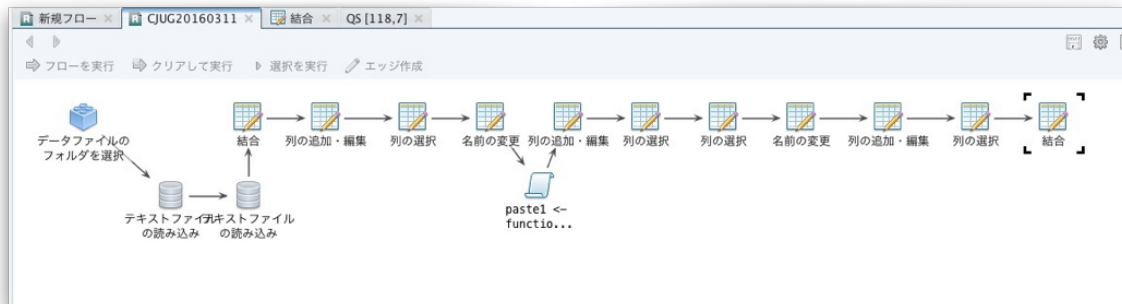 新規フロー
CJUG20160311
結合
QS [118,7]
フローを実行
クリアして実行
選択を実行
エッジ作成
データファイルの
フォルダを選択
テキストファイル
の読み込み
テキストファイル
の読み込み
結合
列の追加・編集
列の選択
名前の変更
paste1 <-
functio...
列の追加・編集
列の選択
列の選択
名前の変更
列の追加・編集
列の選択
結合